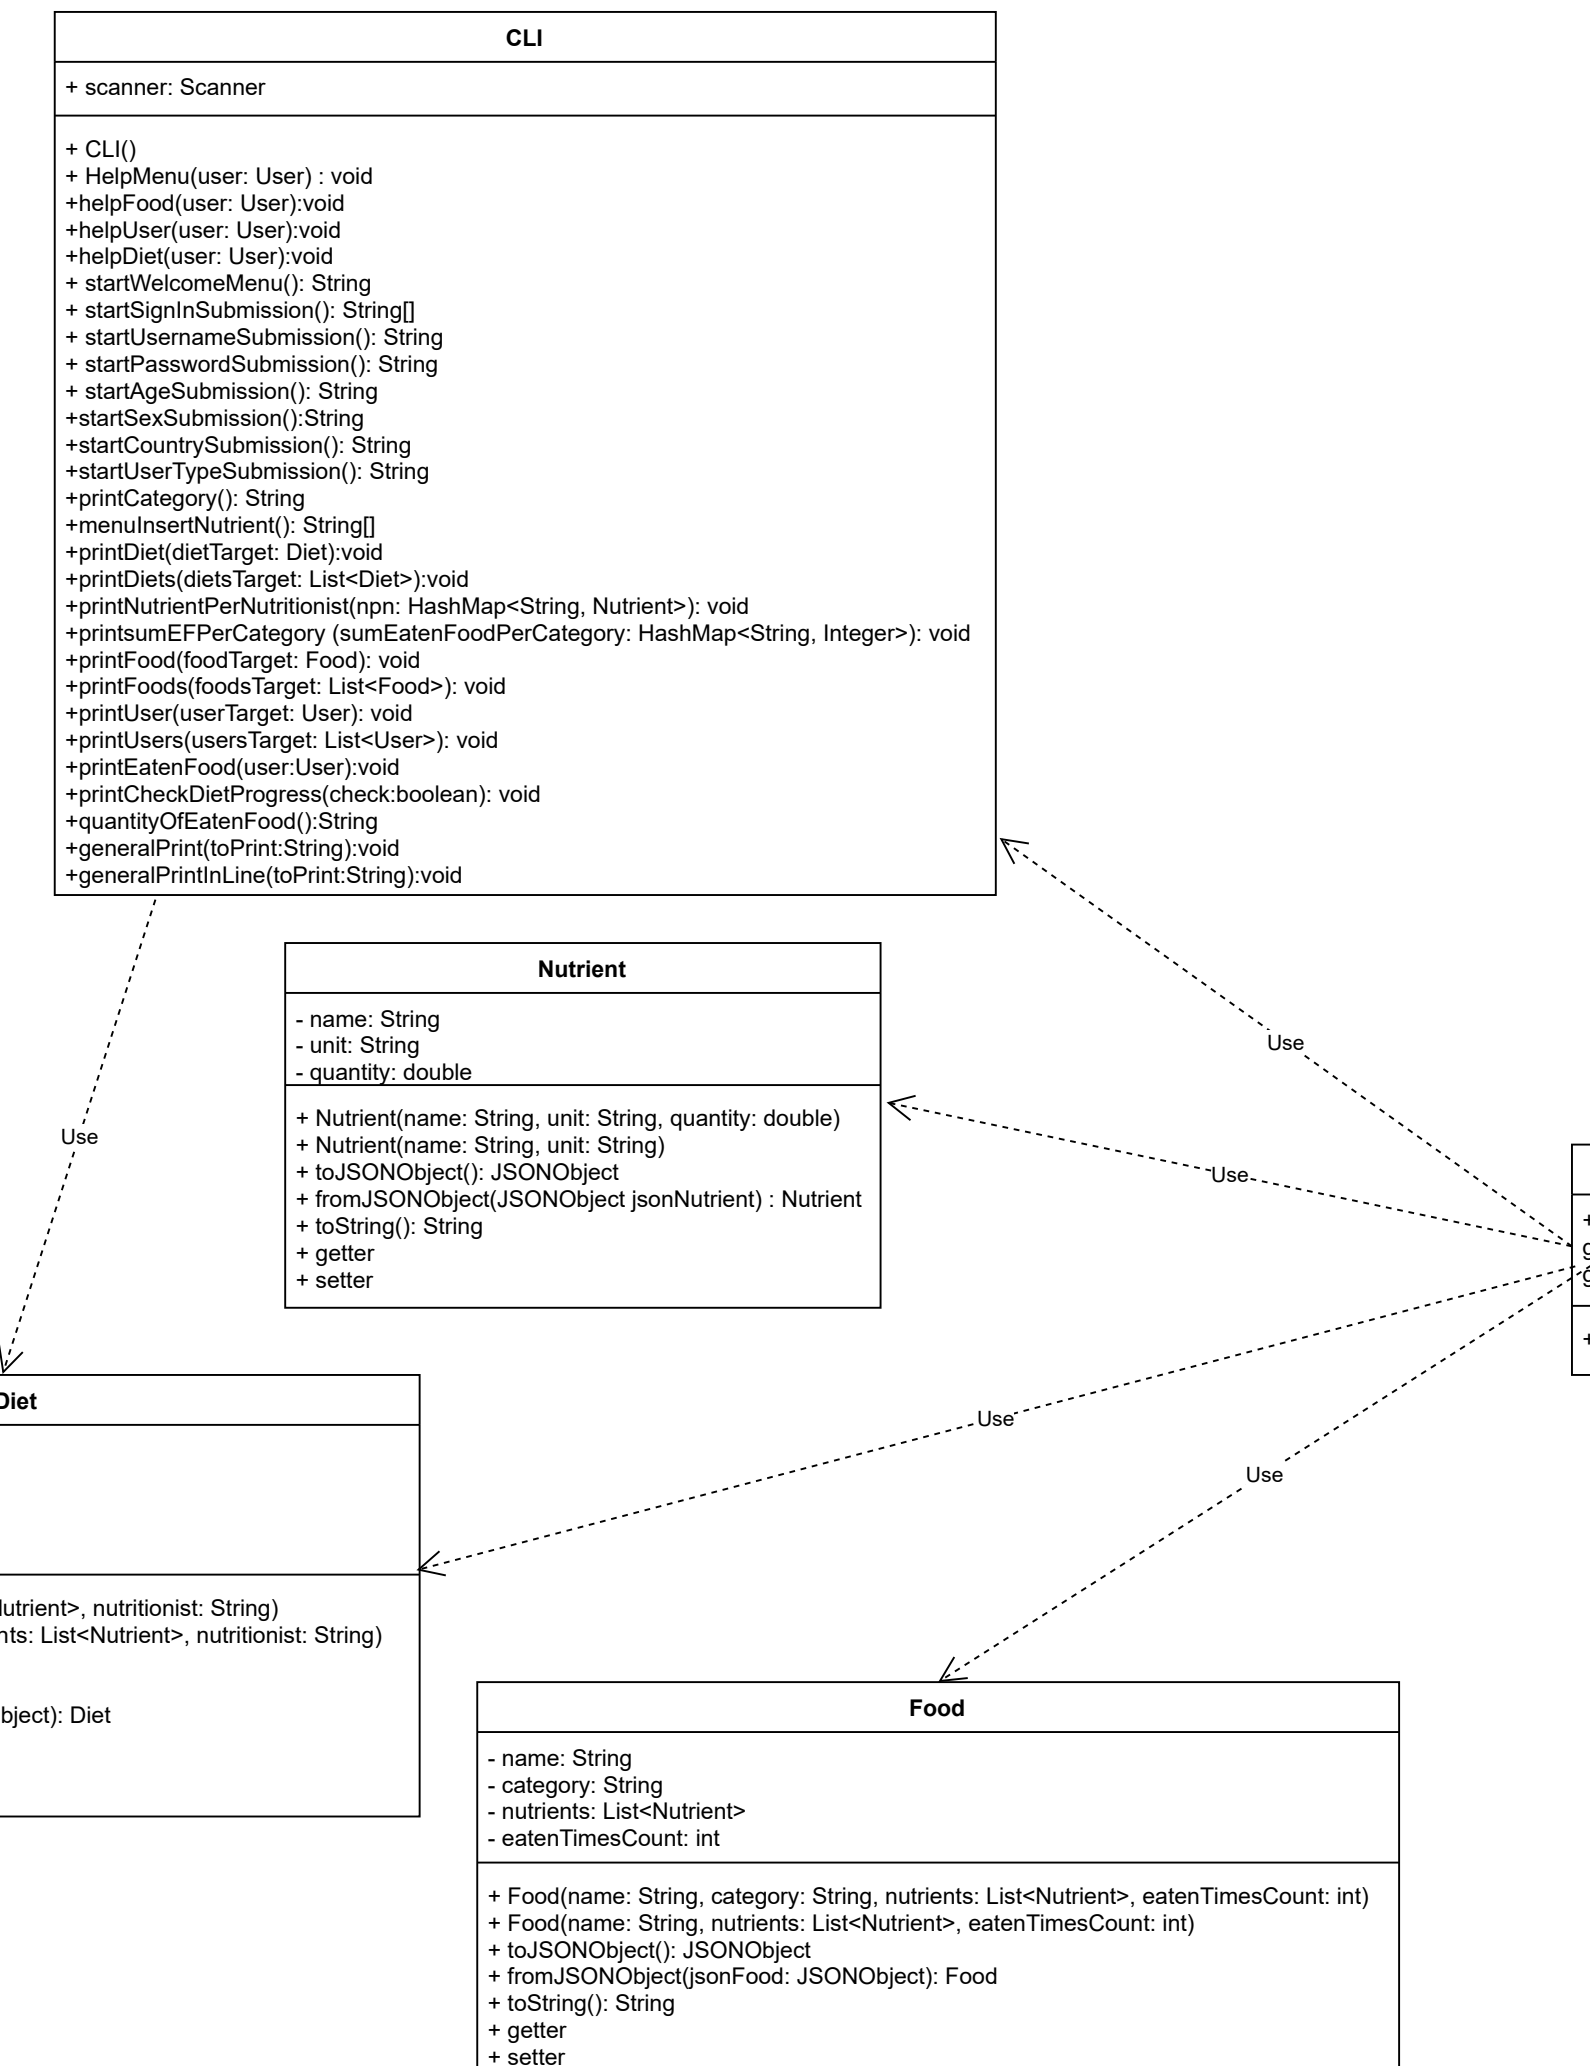 CLI
+ scanner: Scanner
+ CLI()
+ HelpMenu(user: User) : void
+helpFood(user: User):void
+helpUser(user: User):void
+helpDiet(user: User):void
+ startWelcomeMenu(): String
+ startSignInSubmission(): String[]
+ startUsernameSubmission(): String
+ startPasswordSubmission(): String
+ startAgeSubmission(): String
+startSexSubmission():String
+startCountrySubmission(): String
+startUserTypeSubmission(): String
+printCategory(): String
+menuInsertNutrient(): String[]
+printDiet(dietTarget: Diet):void
+printDiets(dietsTarget: List<Diet>):void
+printNutrientPerNutritionist(npn: HashMap<String, Nutrient>): void
+printsumEFPerCategory (sumEatenFoodPerCategory: HashMap<String, Integer>): void
+printFood(foodTarget: Food): void
+printFoods(foodsTarget: List<Food>): void
+printUser(userTarget: User): void
+printUsers(usersTarget: List<User>): void
+printEatenFood(user:User):void
+printCheckDietProgress(check:boolean): void
+quantityOfEatenFood():String
+generalPrint(toPrint:String):void
+generalPrintInLine(toPrint:String):void
Nutrient
- name: String
- unit: String
- quantity: double
+ Nutrient(name: String, unit: String, quantity: double)
+ Nutrient(name: String, unit: String)
+ toJSONObject(): JSONObject
+ fromJSONObject(JSONObject jsonNutrient) : Nutrient
+ toString(): String
+ getter
+ setter
Use
Use
Use
Use
Use
+
g
g
+
Diet
utrient>, nutritionist: String)
nts: List<Nutrient>, nutritionist: String)
bject): Diet
Food
- name: String
- category: String
- nutrients: List<Nutrient>
- eatenTimesCount: int
+ Food(name: String, category: String, nutrients: List<Nutrient>, eatenTimesCount: int)
+ Food(name: String, nutrients: List<Nutrient>, eatenTimesCount: int)
+ toJSONObject(): JSONObject
+ fromJSONObject(jsonFood: JSONObject): Food
+ toString(): String
+ getter
+ setter